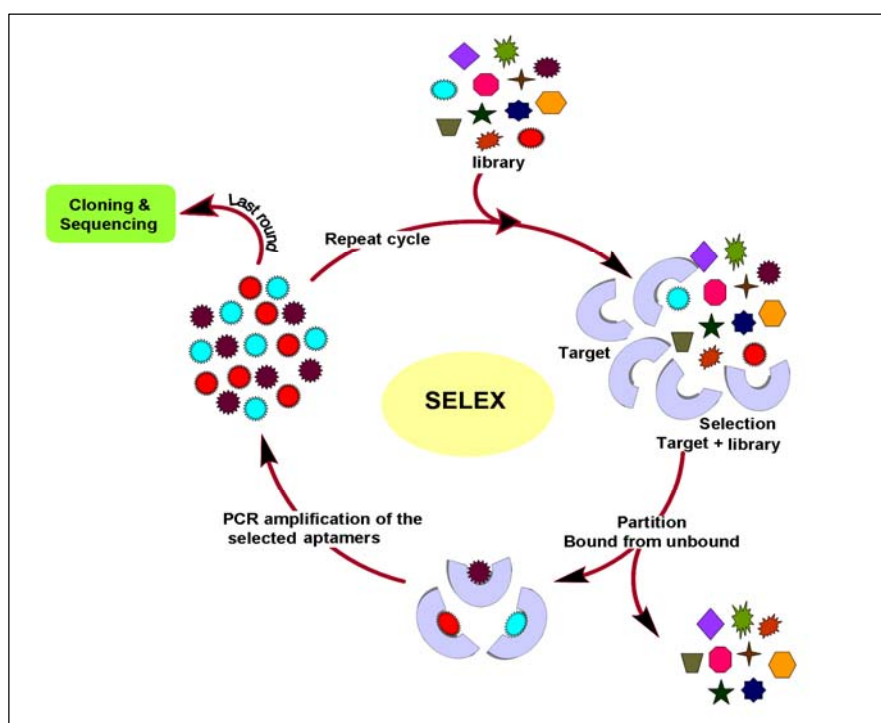 library
Cloning &
Sequencing
Last round
Repeat cycle
Target
SELEX
Selection
Target + library
PCR amplification of the
selected aptamers
Partition
Bound from unbound